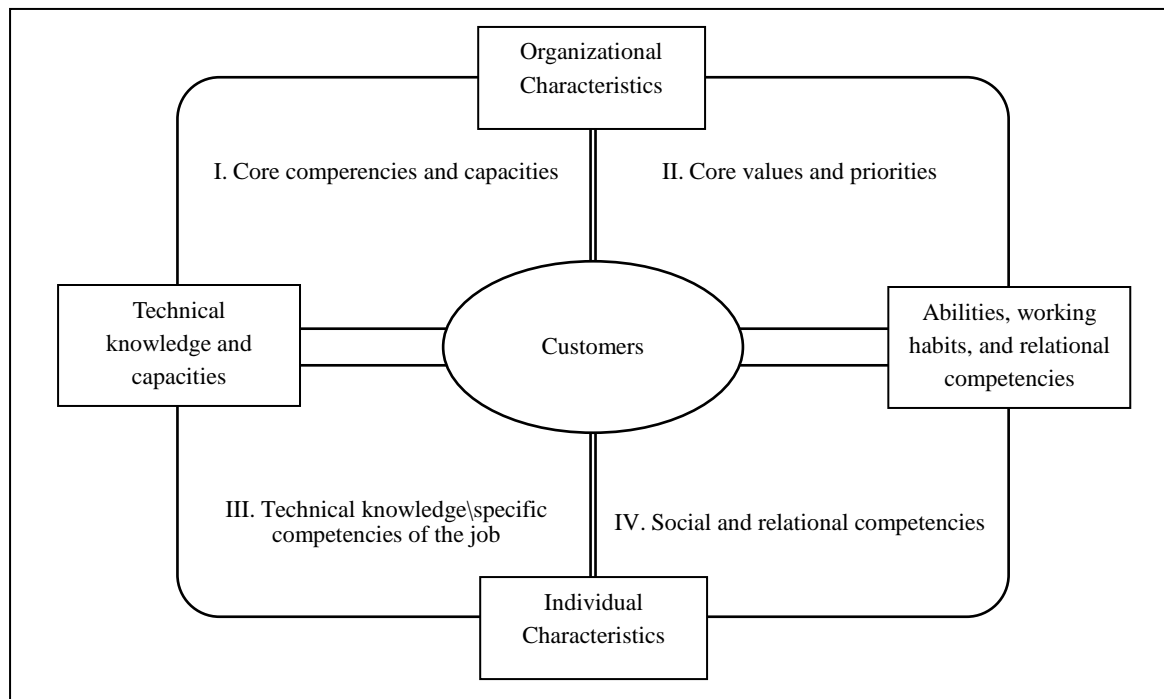 Organizational
Characteristics
I. Core comperencies and capacities
II. Core values and priorities
Technical
knowledge and
capacities
Customers
Abilities, working
habits, and relational
competencies
III. Technical knowledge\specific
competencies of the job
IV. Social and relational competencies
Individual
Characteristics